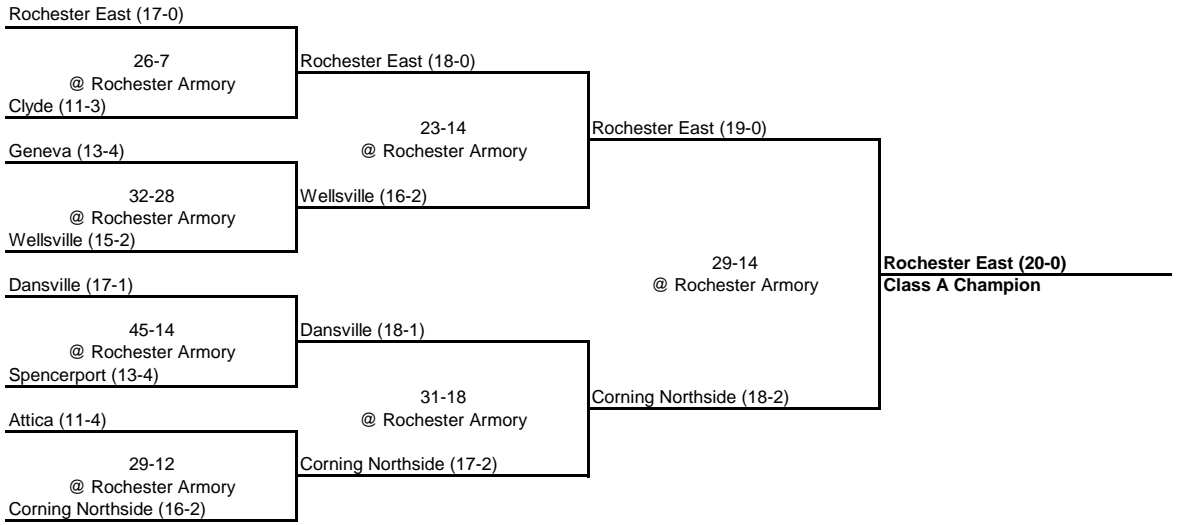 Rochester East (17-0)
26-7
@ Rochester Armory
Clyde (11-3)
Geneva (13-4)
32-28
@ Rochester Armory
Wellsville (15-2)
Dansville (17-1)
45-14
@ Rochester Armory
Spencerport (13-4)
Attica (11-4)
29-12
@ Rochester Armory
Corning Northside (16-2)
Rochester East (18-0)
23-14
@ Rochester Armory
Wellsville (16-2)
Dansville (18-1)
31-18
@ Rochester Armory
Corning Northside (17-2)
Rochester East (19-0)
29-14
@ Rochester Armory
Corning Northside (18-2)
Rochester East (20-0)
Class A Champion